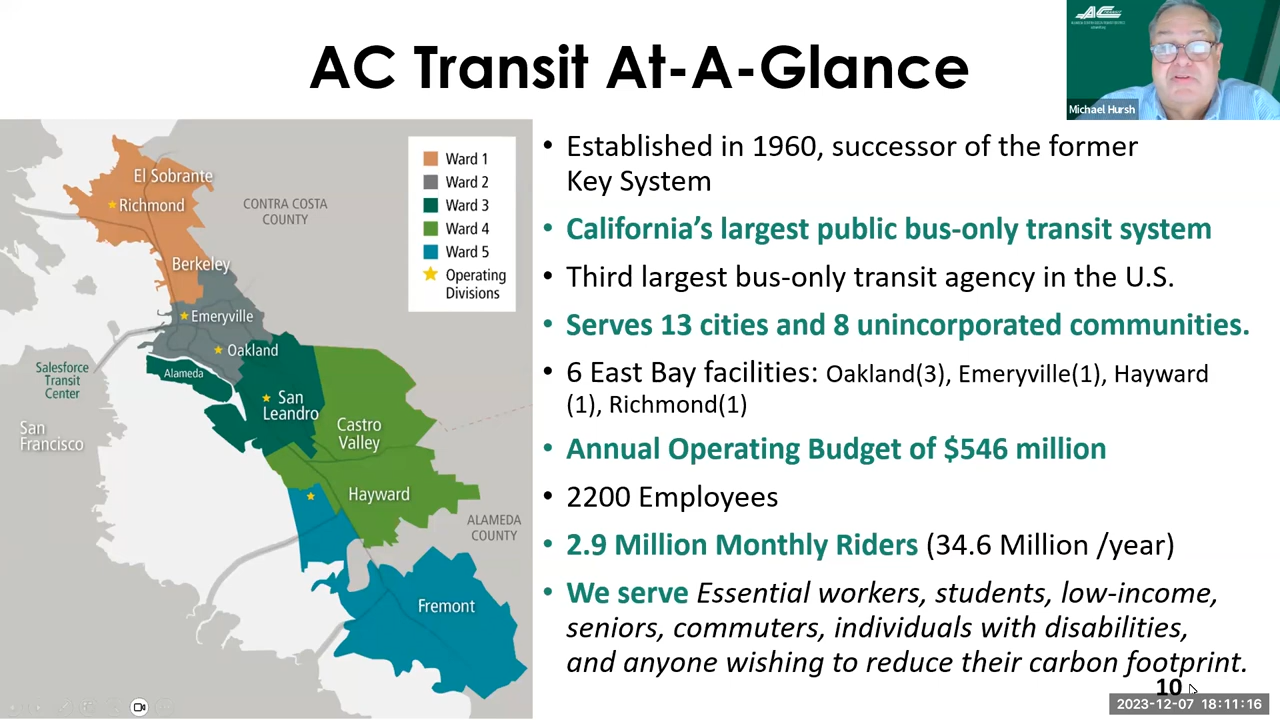 AC Transit At-A-Glance
Michael Hursh
Ward 1
Ward 2
Ward 3
Ward 4
Ward 5
Operating
Divisions
El Sobrante
Richmond
CONTRA COSTA
COUNTY
Berkeley
Emeryville
Oakland
Alameda
Salesforce
Transit
Center
San
Francisco
San
Leandro
Castro
Valley
Hayward
ALAMEDA
COUNTY
Fremont
• Established in 1960, successor of the former
Key System
• California's largest public bus-only transit system
• Third largest bus-only transit agency in the U.S.
• Serves 13 cities and 8 unincorporated communities.
• 6 East Bay facilities: Oakland(3), Emeryville(1), Hayward
(1), Richmond(1)
• Annual Operating Budget of $546 million
• 2200 Employees
• 2.9 Million Monthly Riders (34.6 Million /year)
• We serve Essential workers, students, low-income,
seniors, commuters, individuals with disabilities,
and anyone wishing to reduce their carbon footprint.
10
2023-12-07 18:11:16